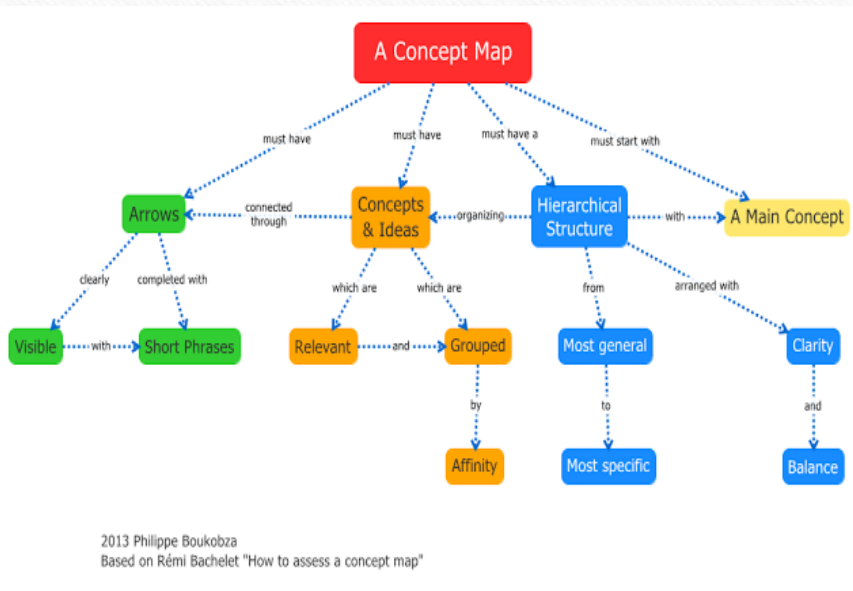 A Concept Map
must have
must have
must have a
must start with
Arrows
connected
through
Concepts
& Ideas
organizing
Hierarchical
Structure
with
A Main Concept
clearly
completed with
which are
which are
from
arranged with
Visible
with
Short Phrases
Relevant
and
Grouped
Most general
Clarity
by
to
and
Affinity
Most specific
Balance
2013 Philippe Boukobza
Based on Rémi Bachelet "How to assess a concept map"